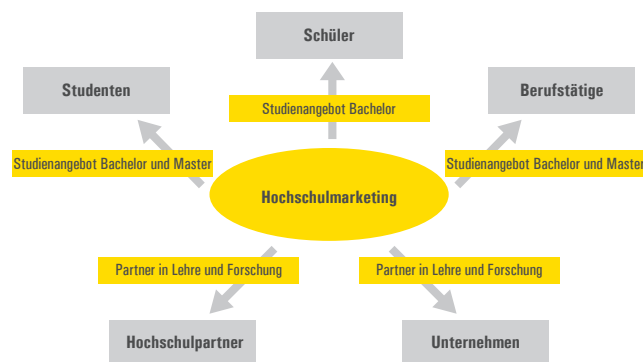 Schüler
Studenten
Berufstätige
Studienangebot Bachelor
Studienangebot Bachelor und Master
Studienangebot Bachelor und Master
Hochschulmarketing
Partner in Lehre und Forschung
Partner in Lehre und Forschung
Hochschulpartner
Unternehmen